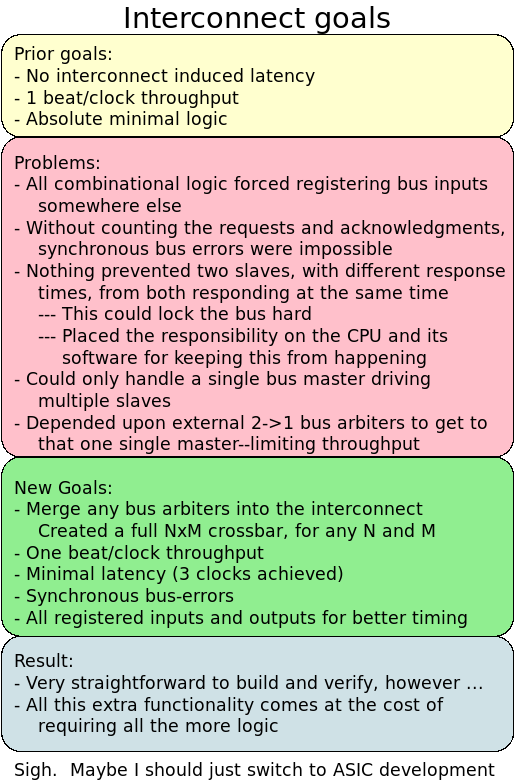 Interconnect goals
Prior goals:
- No interconnect induced latency
- 1 beat/clock throughput
- Absolute minimal logic
Problems:
- All combinational logic forced registering bus inputs
somewhere else
- Without counting the requests and acknowledgments,
synchronous bus errors were impossible
- Nothing prevented two slaves, with different response
times, from both responding at the same time
--- This could lock the bus hard
--- Placed the responsibility on the CPU and its
software for keeping this from happening
- Could only handle a single bus master driving
multiple slaves
- Depended upon external 2->1 bus arbiters to get to
that one single master--limiting throughput
New Goals:
- Merge any bus arbiters into the interconnect
Created a full NxM crossbar, for any N and M
- One beat/clock throughput
- Minimal latency (3 clocks achieved)
- Synchronous bus-errors
- All registered inputs and outputs for better timing
Result:
- Very straightforward to build and verify, however ...
- All this extra functionality comes at the cost of
requiring all the more logic
Sigh.  Maybe I should just switch to ASIC development